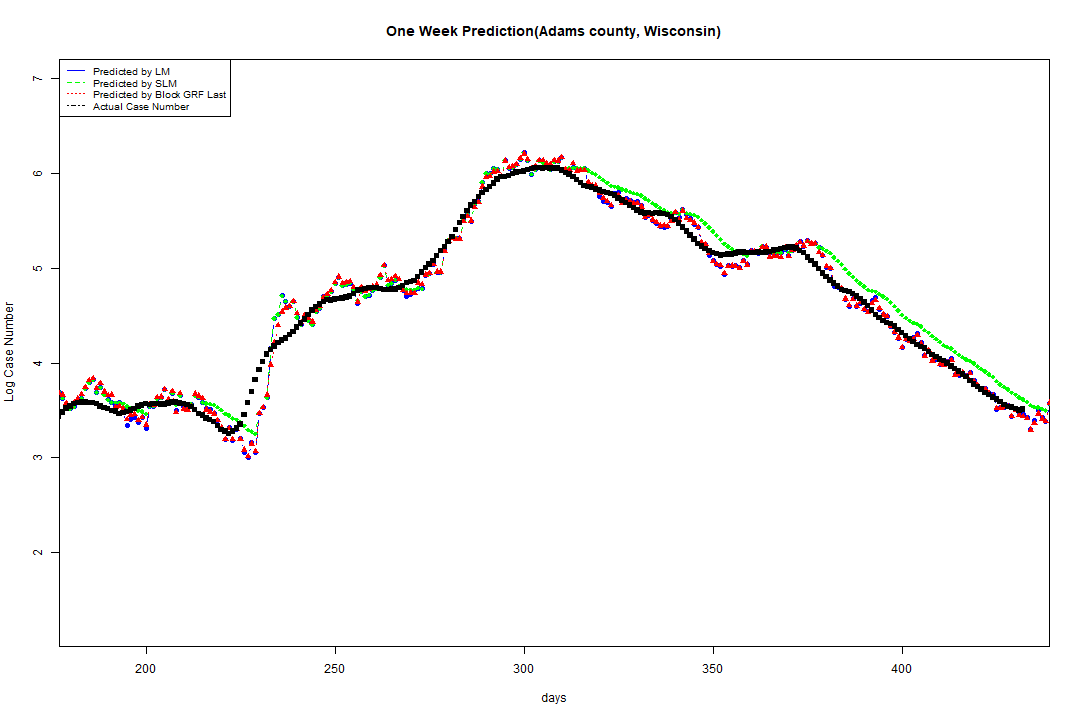 One Week Prediction(Adams county, Wisconsin)
Predicted by LM
Predicted by SLM
Predicted by Block GRF Last
Actual Case Number
7
6
5
4
3
2
Log Case Number
200 250 300 350 400
days